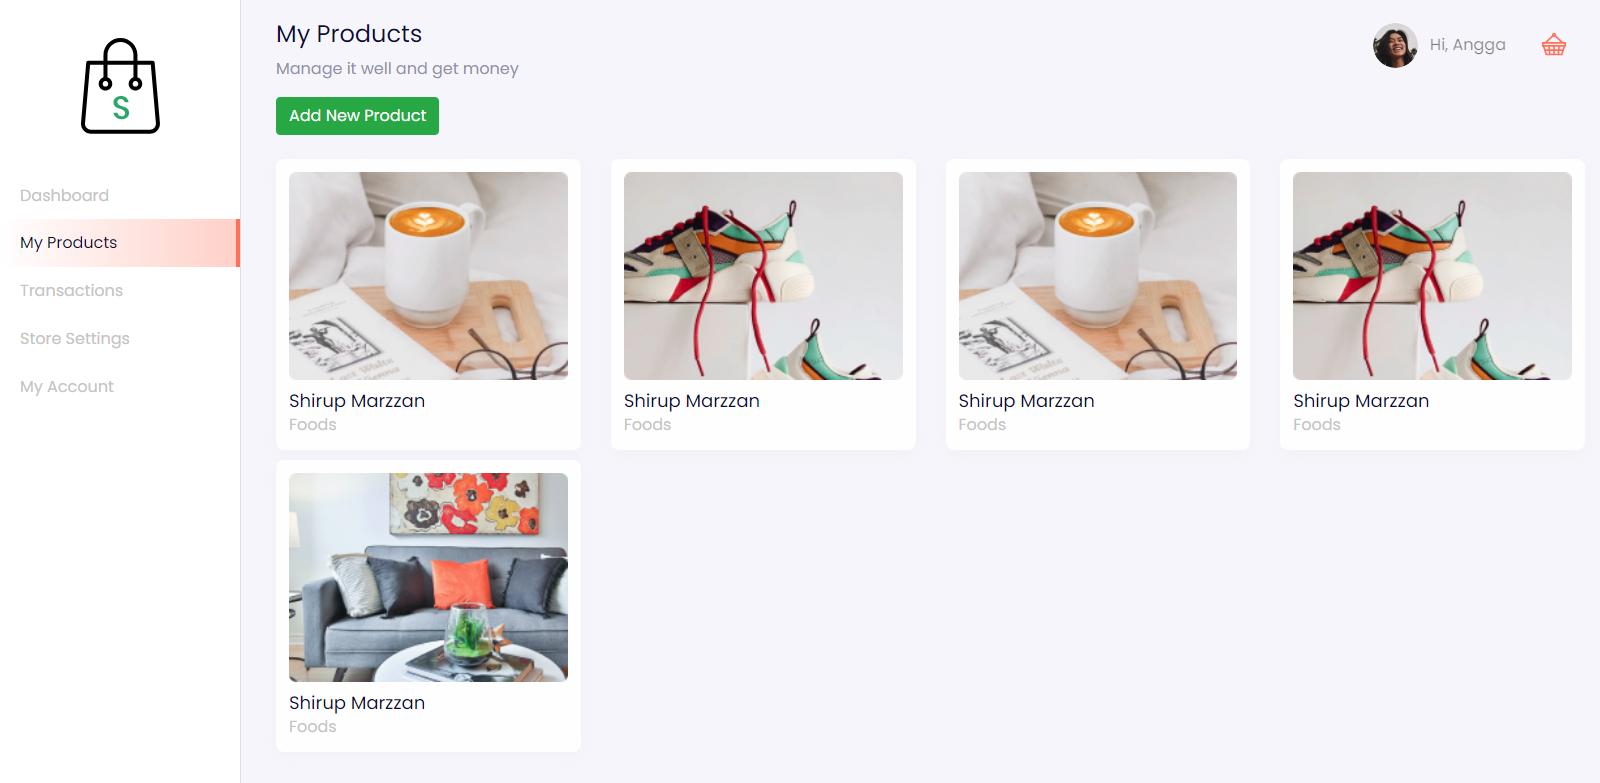 S
Dashboard
My Products
Transactions
Store Settings
My Account
My Products
Manage it well and get money
Hi, Angga
Add New Product
Shirup Marzzan
Foods
Shirup Marzzan
Foods
Shirup Marzzan
Foods
Shirup Marzzan
Foods
Shirup Marzzan
Foods